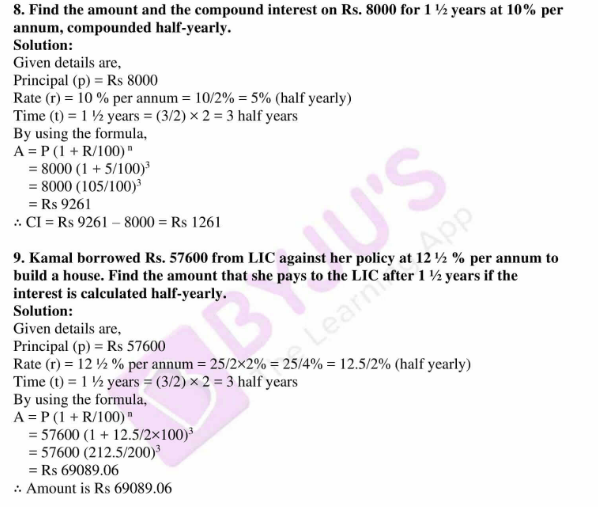 8. Find the amount and the compound interest on Rs. 8000 for 1 ½ years at 10% per
annum, compounded half-yearly.
Solution:
Given details are,
Principal (p) = Rs 8000
Rate (r) = 10 % per annum = 10/2% = 5% (half yearly)
Time (t) = 1 ½ years = (3/2) × 2 = 3 half years
By using the formula,
A = P (1 + R/100) ⁿ
= 8000 (1 + 5/100)³
= 8000 (105/100)³
= Rs 9261
∴ CI = Rs 9261 – 8000 = Rs 1261
9. Kamal borrowed Rs. 57600 from LIC against her policy at 12 ½ % per annum to
build a house. Find the amount that she pays to the LIC after 1 ½ years if the
interest is calculated half-yearly.
Solution:
Given details are,
Principal (p) = Rs 57600
Rate (r) = 12 ½ % per annum = 25/2×2% = 25/4% = 12.5/2% (half yearly)
Time (t) = 1 ½ years = (3/2) × 2 = 3 half years
By using the formula,
A = P (1 + R/100) ⁿ
= 57600 (1 + 12.5/2×100)³
= 57600 (212.5/200)³
= Rs 69089.06
∴ Amount is Rs 69089.06
BYJU'S
The Learning App